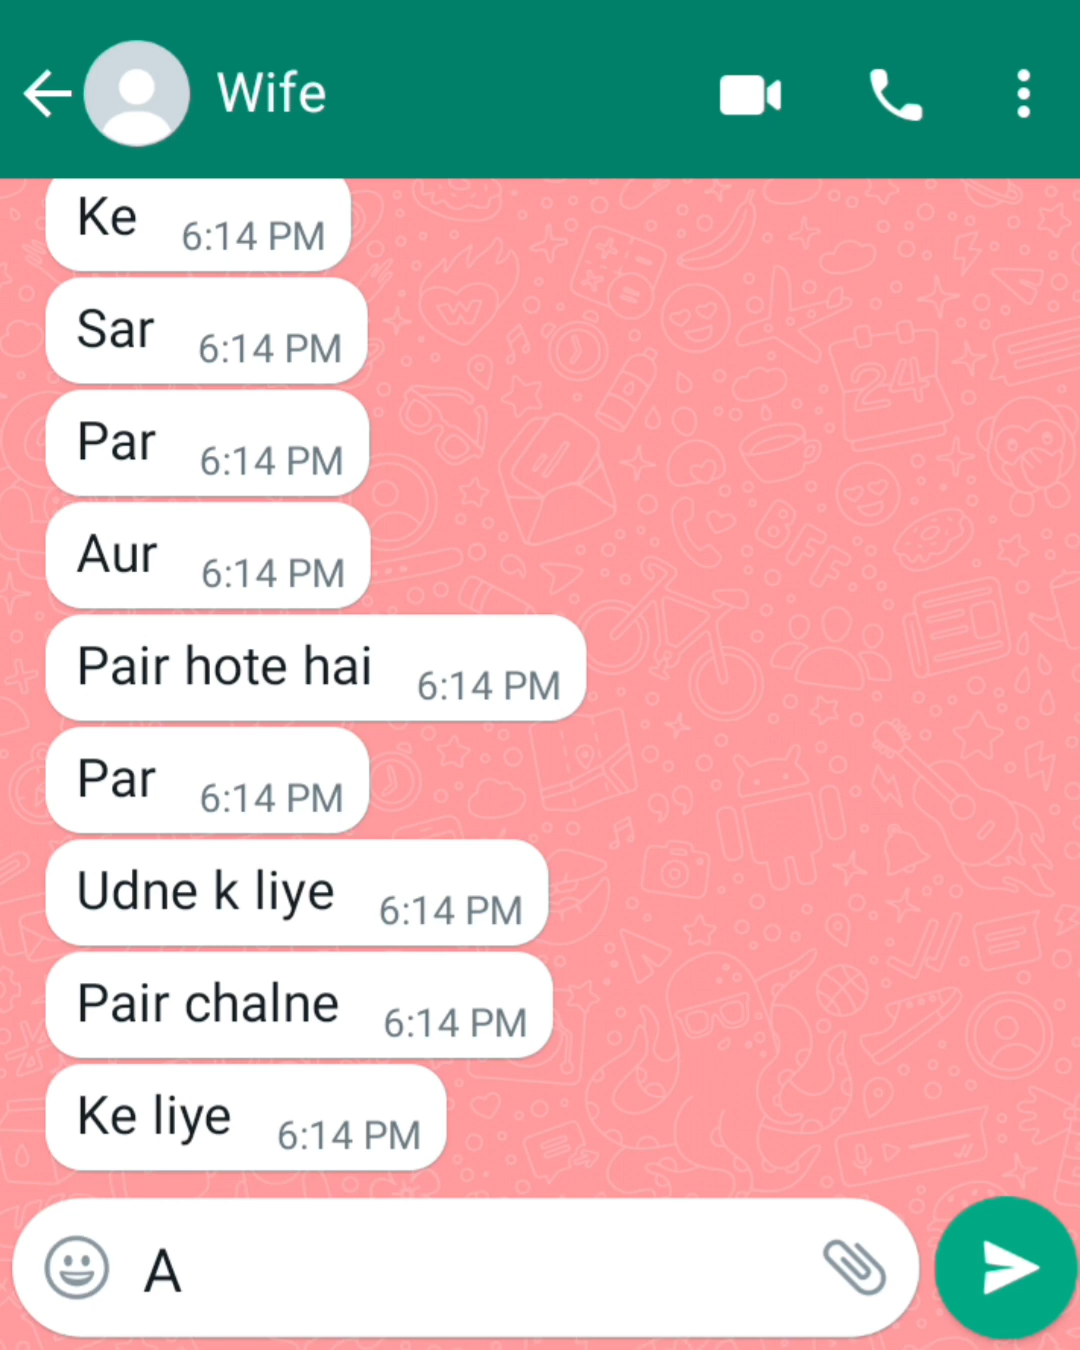 Wife
Ke 6:14 PM
Sar 6:14 PM
Par 6:14 PM
Aur 6:14 PM
Pair hote hai 6:14 PM
Par 6:14 PM
Udne k liye 6:14 PM
Pair chalne 6:14 PM
Ke liye 6:14 PM
A